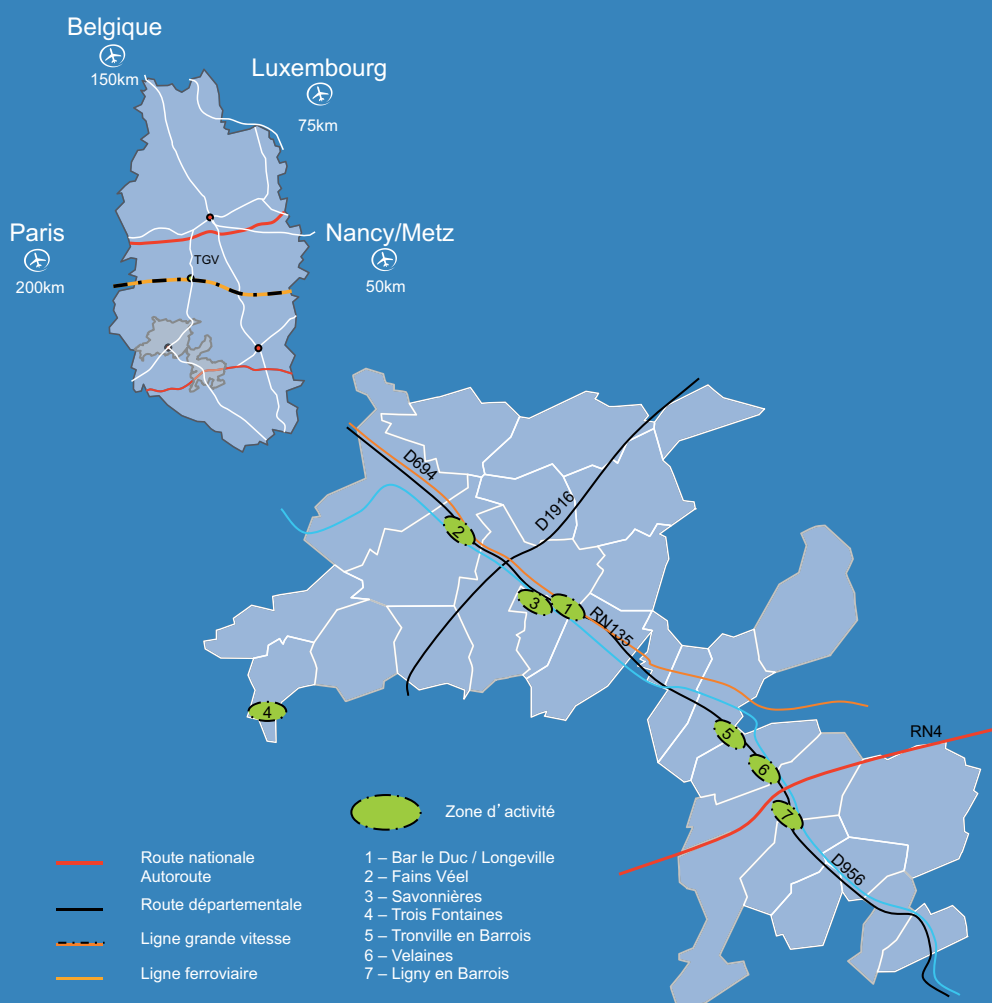 Belgique
150km
Luxembourg
75km
Paris
200km
Nancy/Metz
50km
TGV
D694
D1916
2
3
1
RN135
4
5
6
7
RN4
D956
Zone d’activité
Route nationale
Autoroute
Route départementale
Ligne grande vitesse
Ligne ferroviaire
1 – Bar le Duc / Longeville
2 – Fains Véel
3 – Savonnières
4 – Trois Fontaines
5 – Tronville en Barrois
6 – Velaines
7 – Ligny en Barrois